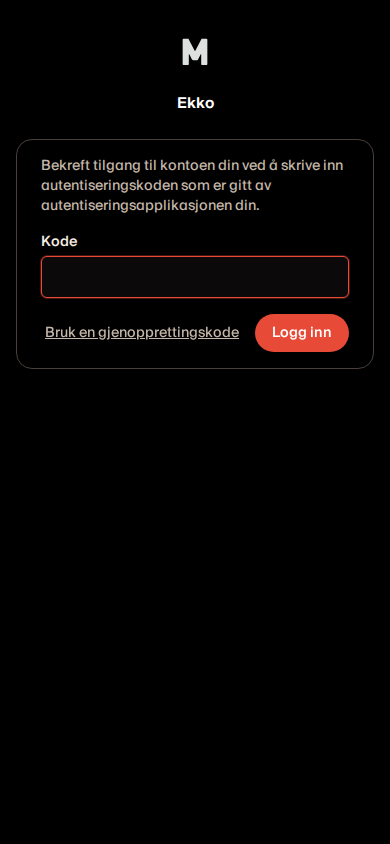 M
Ekko
Bekreft tilgang til kontoen din ved å skrive inn
autentiseringskoden som er gitt av
autentiseringsapplikasjonen din.
Kode
Bruk en gjenopprettingskode
Logg inn